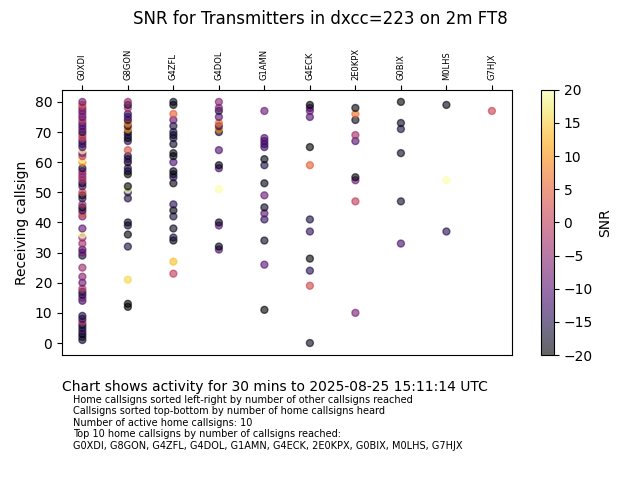 SNR for Transmitters in dxcc=223 on 2m FT8
G0XDI G8GON G4ZFL G4DOL G1AMN G4ECK 2E0KPX G0BIX M0LHS G7HJX
80
70
60
50
40
30
20
10
0
Receiving callsign
20
15
10
5
0
−5
−10
−15
−20
SNR
Chart shows activity for 30 mins to 2025-08-25 15:11:14 UTC
Home callsigns sorted left-right by number of other callsigns reached
Callsigns sorted top-bottom by number of home callsigns heard
Number of active home callsigns: 10
Top 10 home callsigns by number of callsigns reached:
G0XDI, G8GON, G4ZFL, G4DOL, G1AMN, G4ECK, 2E0KPX, G0BIX, M0LHS, G7HJX